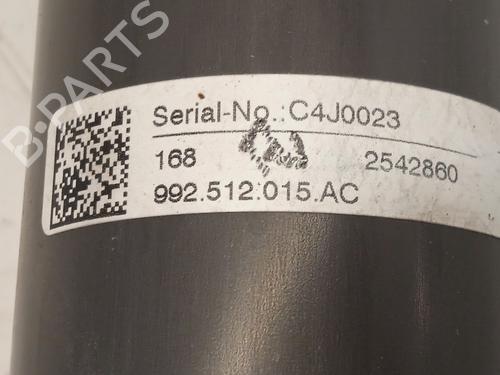 B-PARTS
Serial-No.:C4J0023
168 2542860
992.512.015.AC